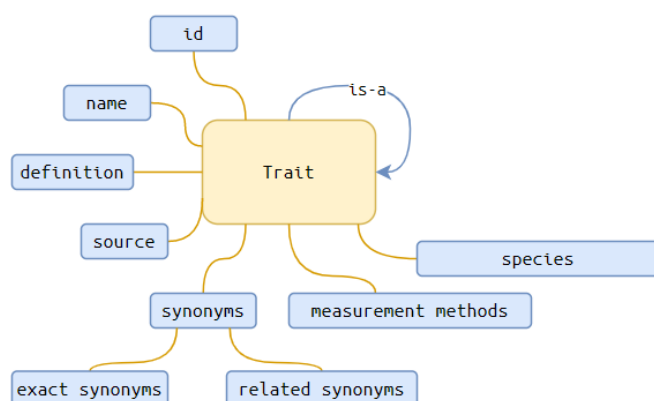 id
is-a
name
Trait
definition
source
species
synonyms
measurement methods
exact synonyms
related synonyms